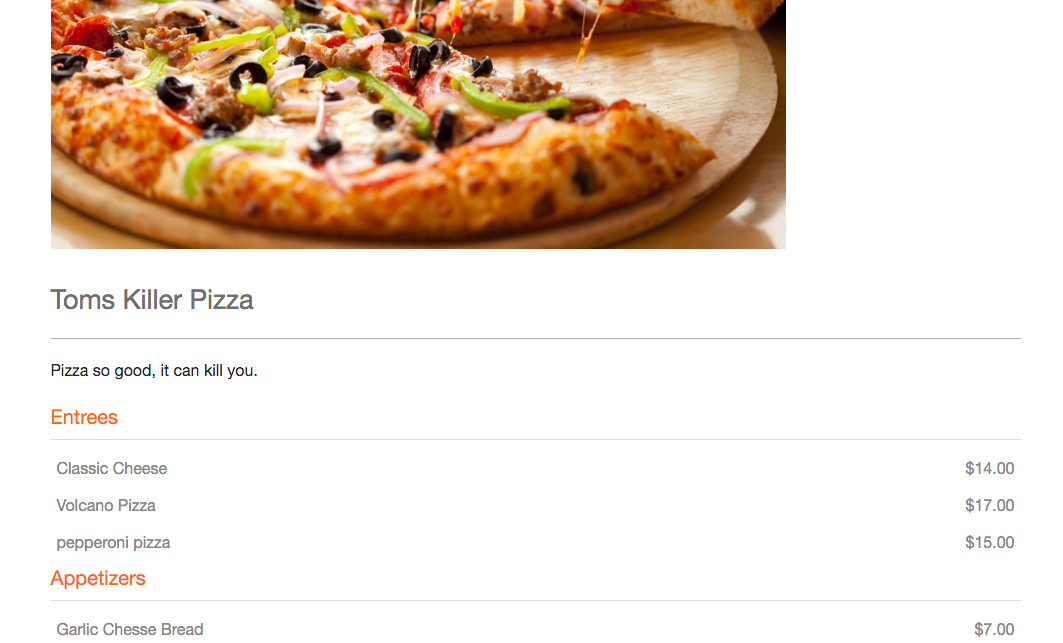 Toms Killer Pizza
Pizza so good, it can kill you.
Entrees
Classic Cheese $14.00
Volcano Pizza $17.00
pepperoni pizza $15.00
Appetizers
Garlic Chesse Bread $7.00